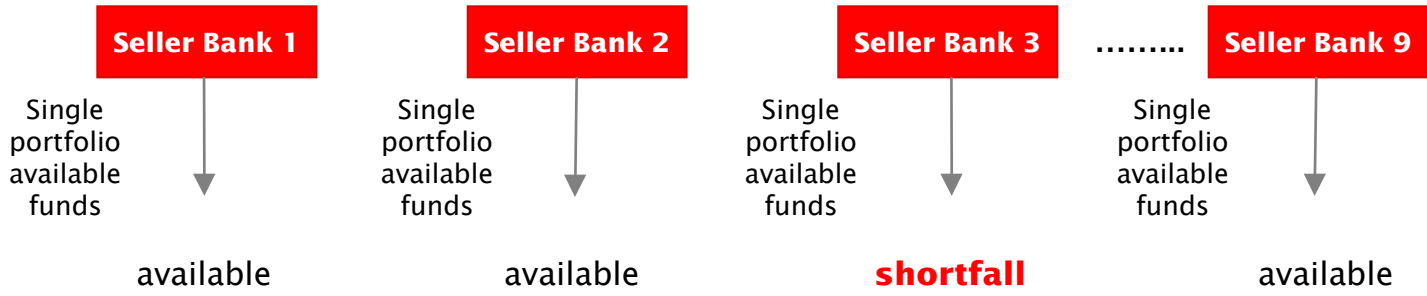 Seller Bank 1
Seller Bank 2
Seller Bank 3
……...
Seller Bank 9
Single
portfolio
available
funds
Single
portfolio
available
funds
Single
portfolio
available
funds
Single
portfolio
available
funds
available
available
shortfall
available